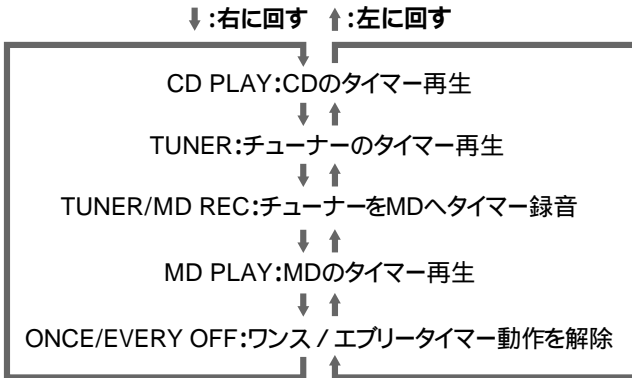 ⬇:右に回す ⬆:左に回す
CD PLAY:CDのタイマー再生
TUNER:チューナーのタイマー再生
TUNER/MD REC:チューナーをMDへタイマー録音
MD PLAY:MDのタイマー再生
ONCE/EVERY OFF:ワンス / エブリータイマー動作を解除